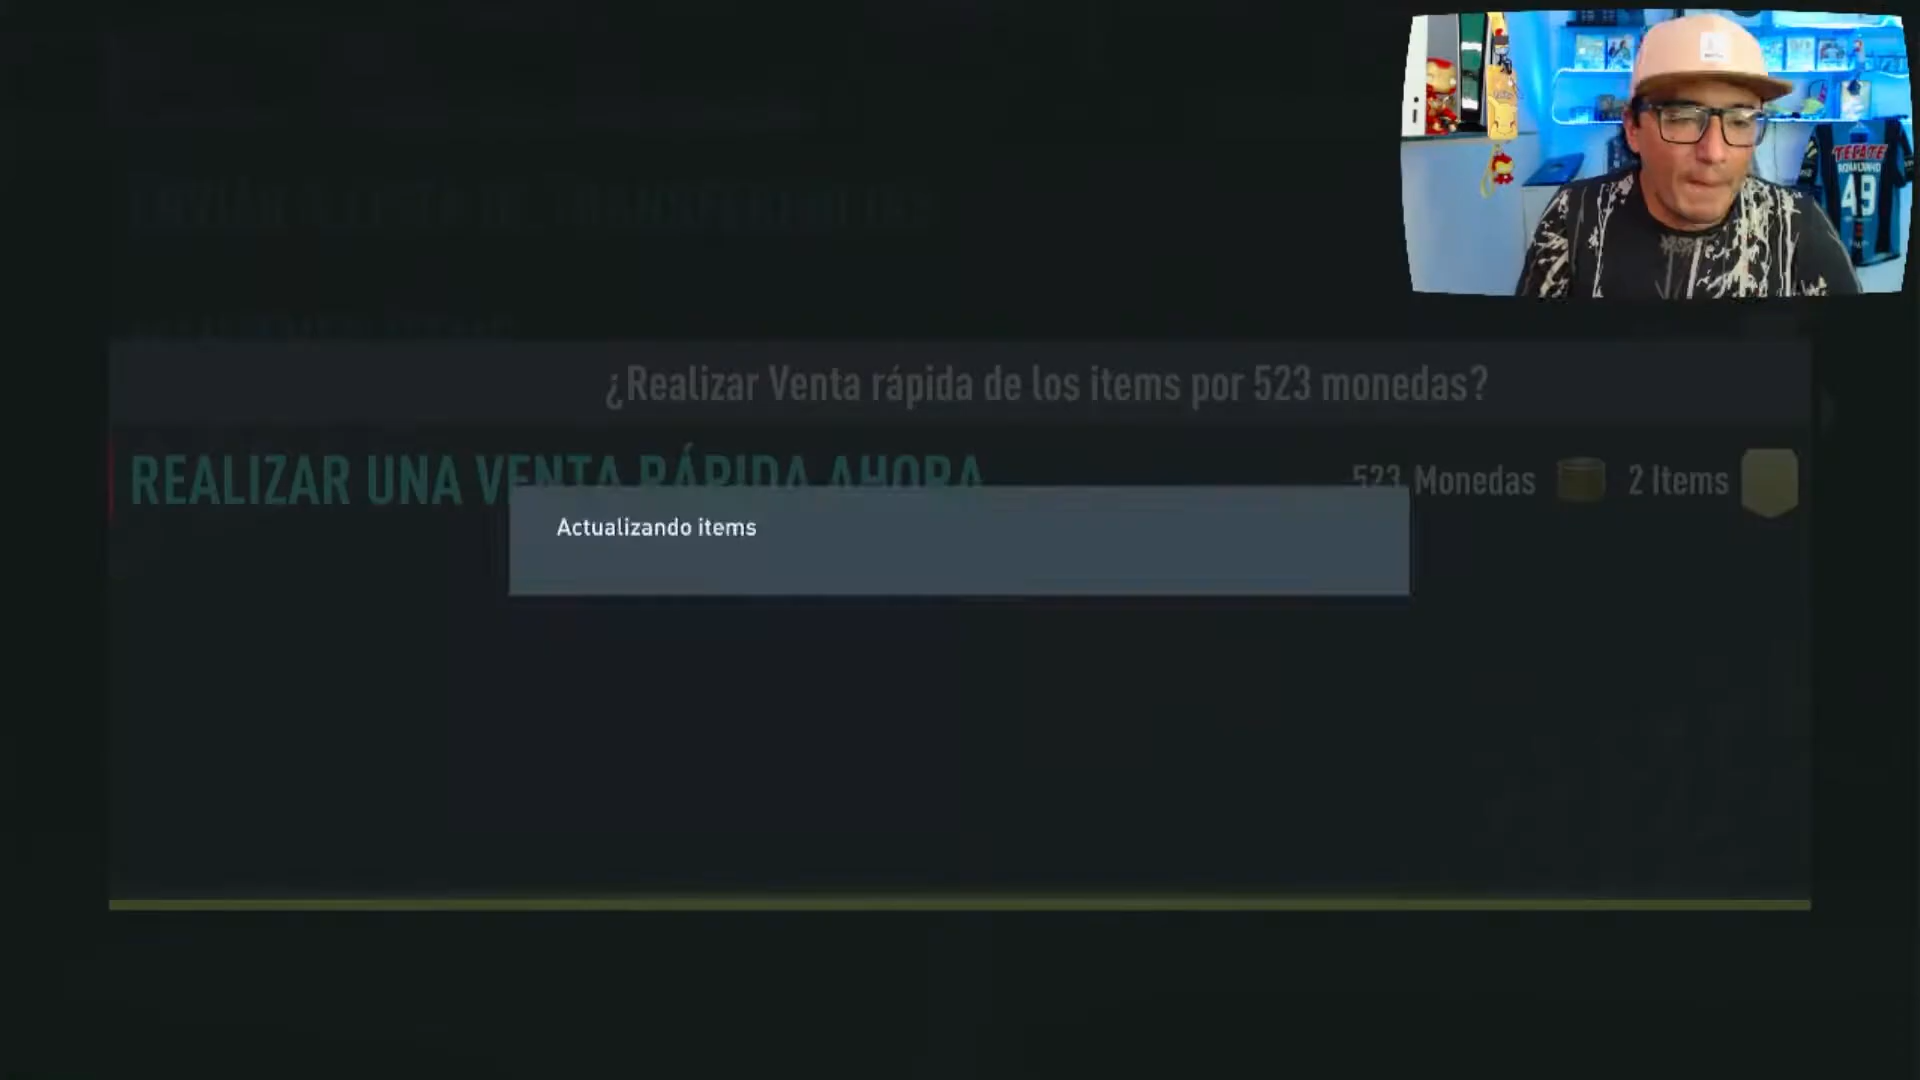 TECATE
RONALDINHO
49
¿Realizar Venta rápida de los items por 523 monedas?
REALIZAR UNA VENTA RÁPIDA AHORA
523 Monedas
2 Items
Actualizando items